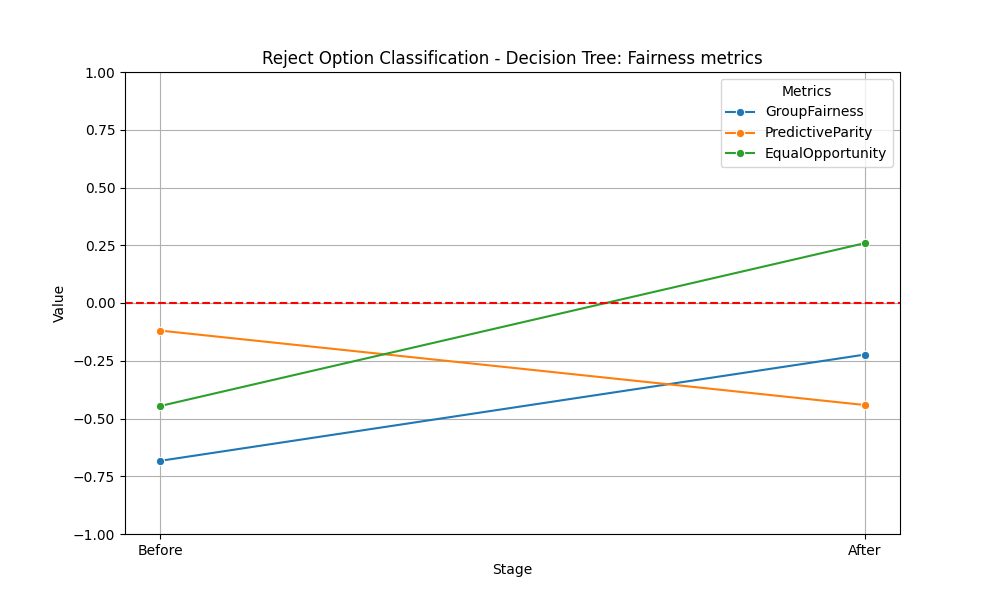 Reject Option Classification - Decision Tree: Fairness metrics
Metrics
GroupFairness
PredictiveParity
EqualOpportunity
1.00
0.75
0.50
0.25
0.00
−0.25
−0.50
−0.75
−1.00
Value
Before
After
Stage